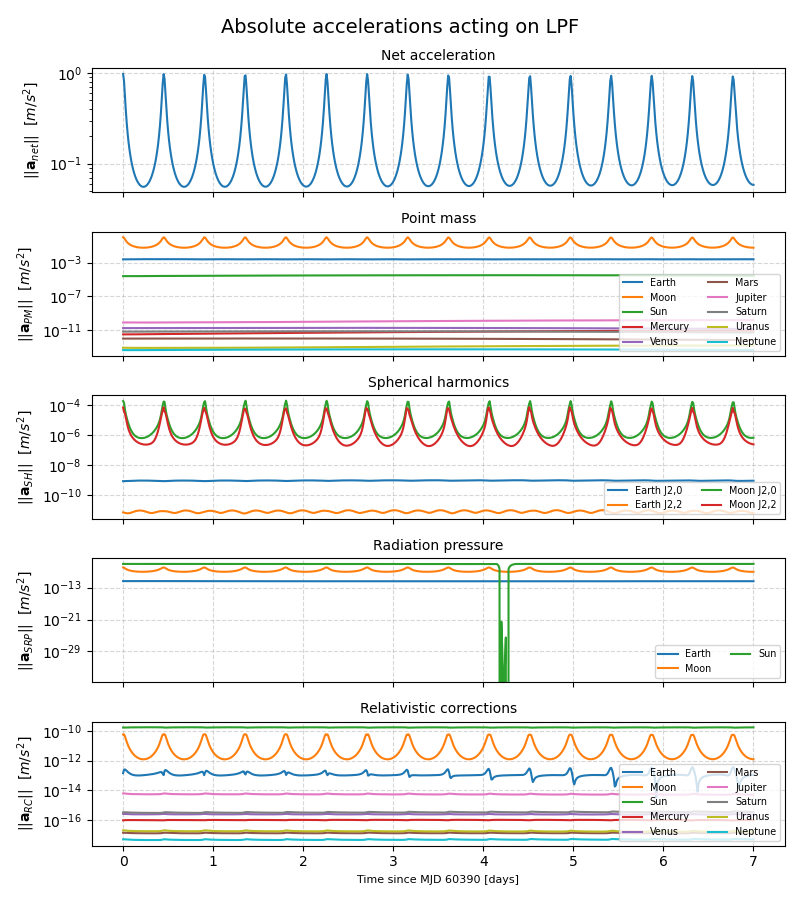 Absolute accelerations acting on LPF
Net acceleration
10⁰
10⁻¹
||a_net|| [m/s²]
Point mass
10⁻³
10⁻⁷
10⁻¹¹
||a_PM|| [m/s²]
Earth Mars
Moon Jupiter
Sun Saturn
Mercury Uranus
Venus Neptune
Spherical harmonics
10⁻⁴
10⁻⁶
10⁻⁸
10⁻¹⁰
||a_SH|| [m/s²]
Earth J2,0 Moon J2,0
Earth J2,2 Moon J2,2
Radiation pressure
10⁻¹³
10⁻²¹
10⁻²⁹
||a_SRP|| [m/s²]
Earth Sun
Moon
Relativistic corrections
10⁻¹⁰
10⁻¹²
10⁻¹⁴
10⁻¹⁶
||a_RC|| [m/s²]
Earth Mars
Moon Jupiter
Sun Saturn
Mercury Uranus
Venus Neptune
0 1 2 3 4 5 6 7
Time since MJD 60390 [days]